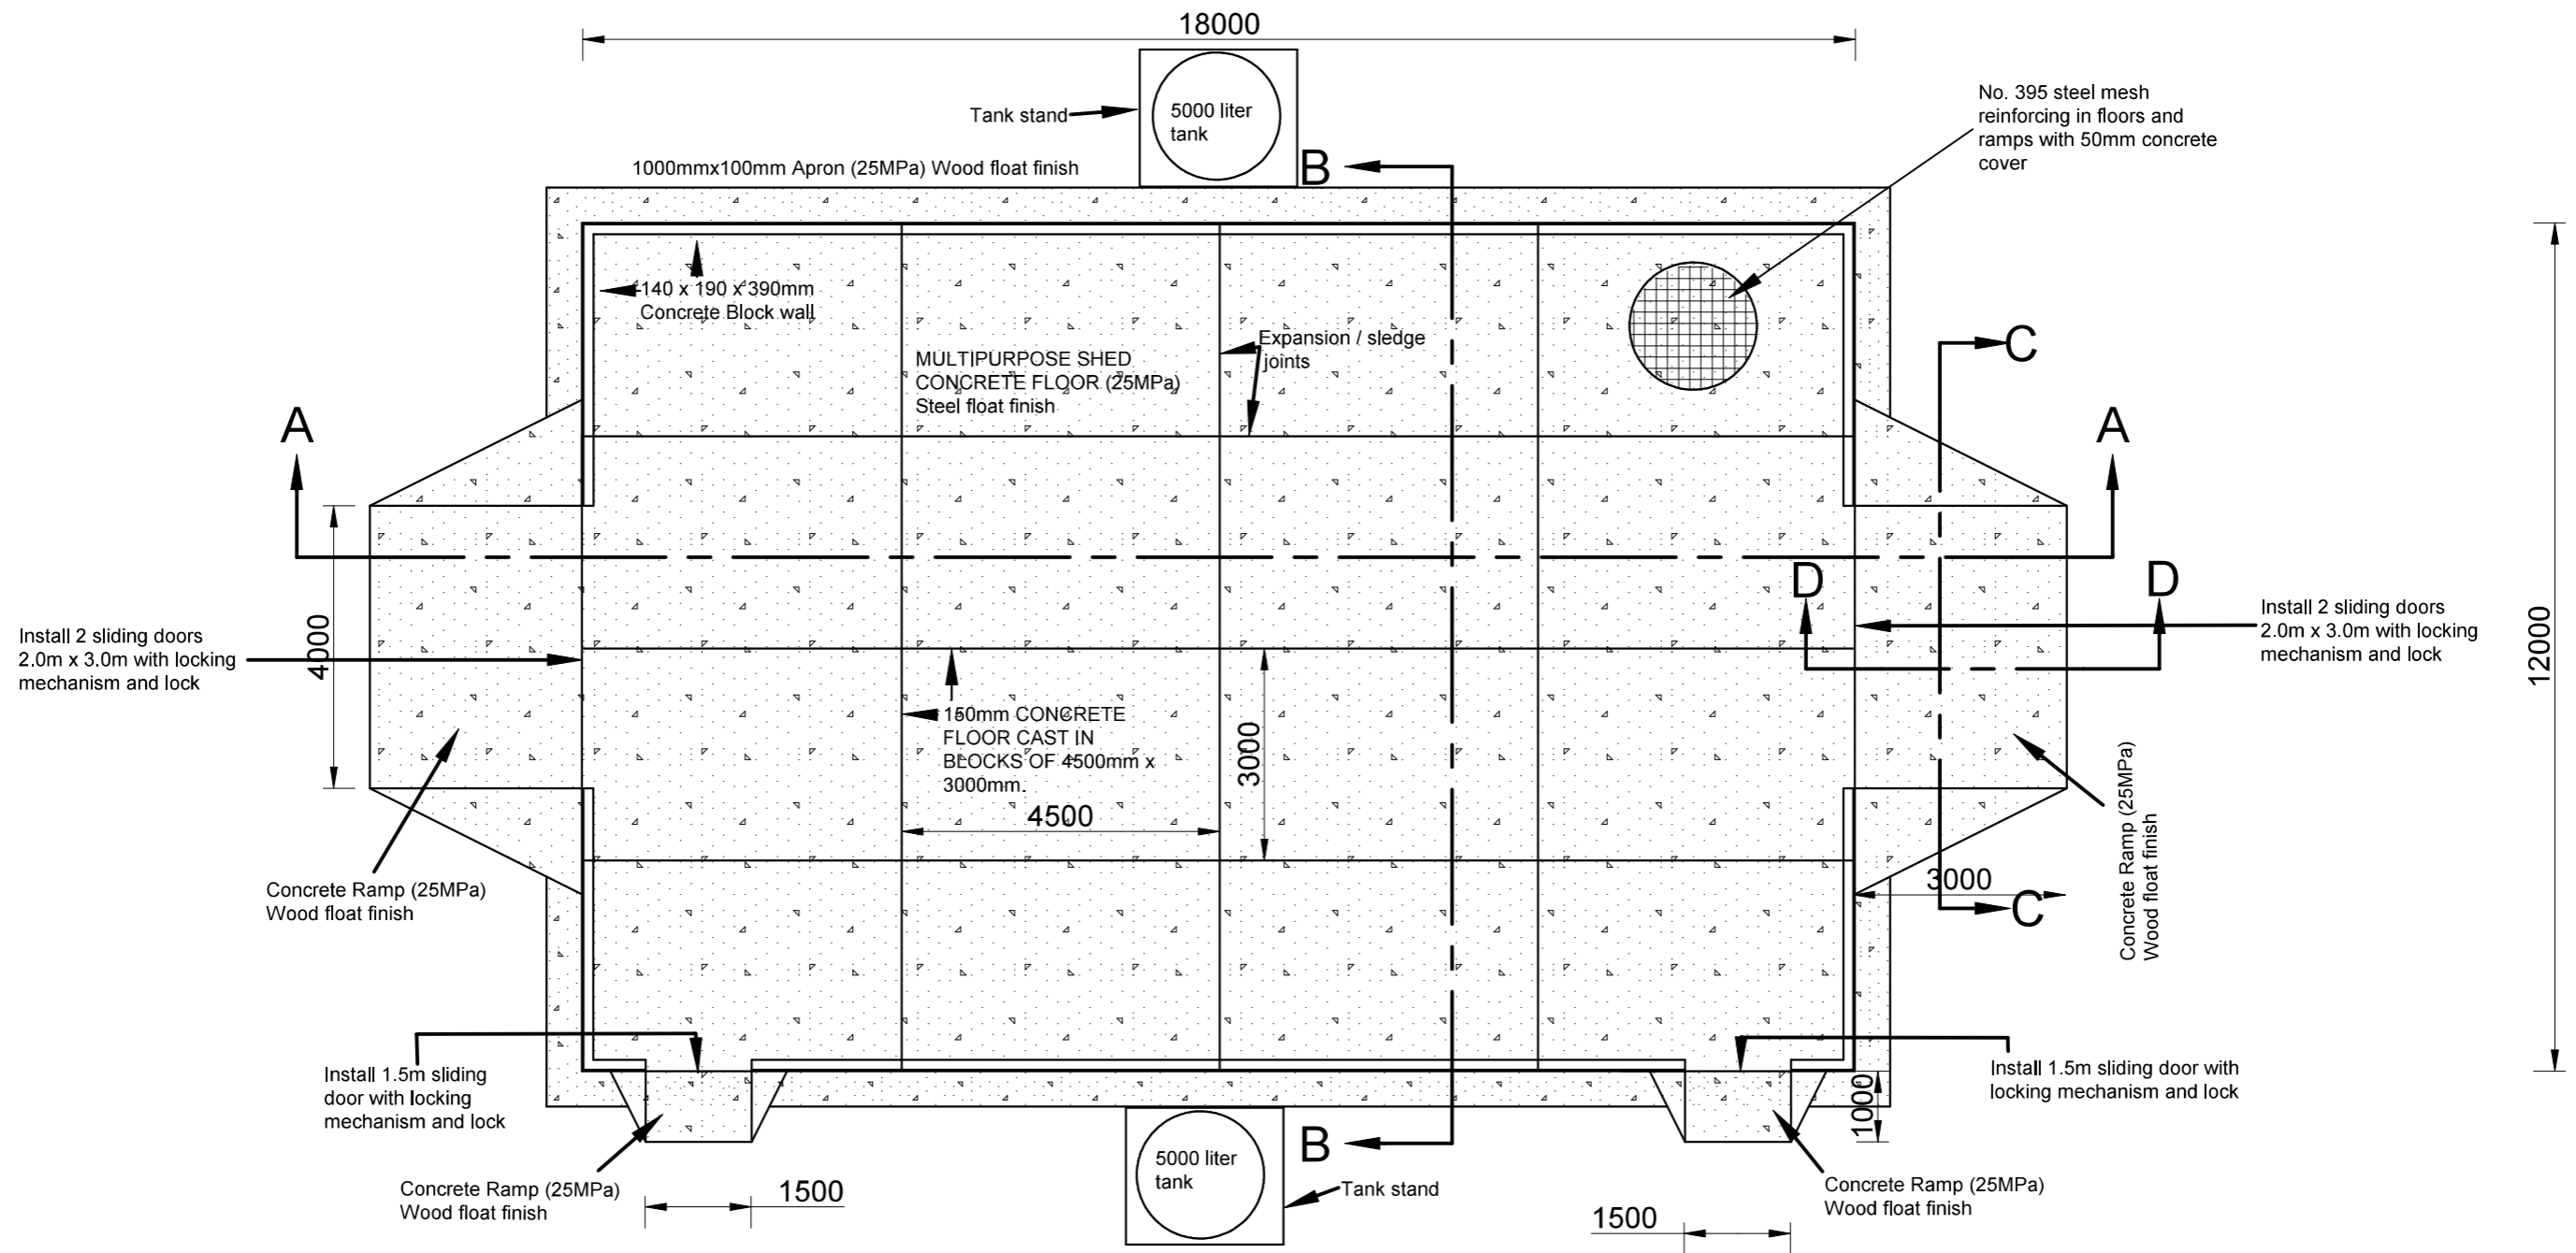 18000
Tank stand
5000 liter
tank
No. 395 steel mesh
reinforcing in floors and
ramps with 50mm concrete
cover
1000mmx100mm Apron (25MPa) Wood float finish
B
140 x 190 x 390mm
Concrete Block wall
MULTIPURPOSE SHED
CONCRETE FLOOR (25MPa)
Steel float finish
Expansion / sledge
joints
C
A
A
D
D
Install 2 sliding doors
2.0m x 3.0m with locking
mechanism and lock
4000
Install 2 sliding doors
2.0m x 3.0m with locking
mechanism and lock
12000
150mm CONCRETE
FLOOR CAST IN
BLOCKS OF 4500mm x
3000mm.
3000
4500
Concrete Ramp (25MPa)
Wood float finish
Concrete Ramp (25MPa)
Wood float finish
3000
C
Install 1.5m sliding
door with locking
mechanism and lock
Install 1.5m sliding door with
locking mechanism and lock
1000
B
5000 liter
tank
Tank stand
Concrete Ramp (25MPa)
Wood float finish
1500
Concrete Ramp (25MPa)
Wood float finish
1500